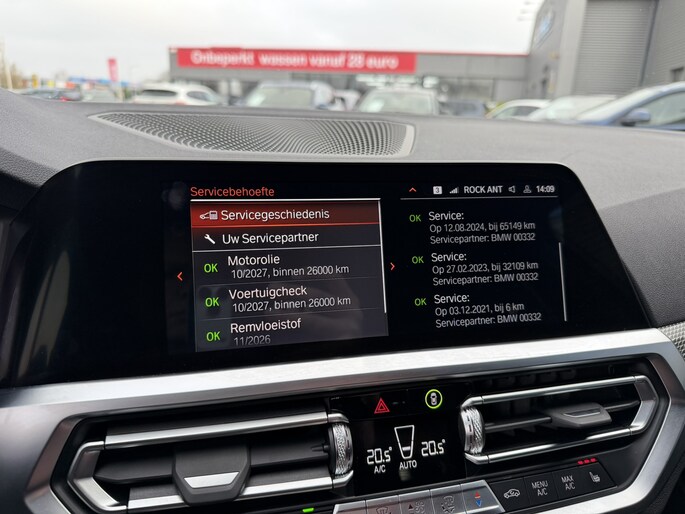 Onbeperkt wassen vanaf 28 euro
Servicebehoefte
Servicegeschiedenis
Uw Servicepartner
OK Motorolie
10/2027, binnen 26000 km
OK Voertuigcheck
10/2027, binnen 26000 km
OK Remvloeistof
11/2026
3 ROCK ANT 14:09
OK Service:
Op 12.08.2024, bij 65149 km
Servicepartner: BMW 00332
OK Service:
Op 27.02.2023, bij 32109 km
Servicepartner: BMW 00332
OK Service:
Op 03.12.2021, bij 6 km
Servicepartner: BMW 00332
20.5 20.5
A/C AUTO
MENU
A/C
MAX
A/C